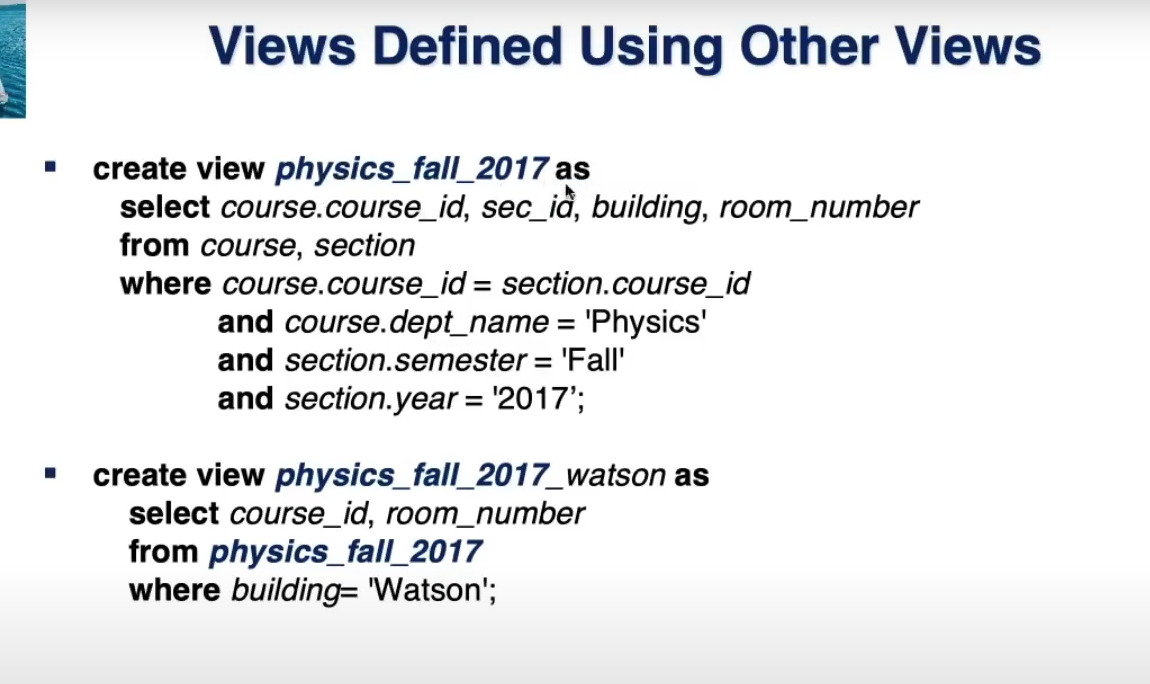 Views Defined Using Other Views
▪ create view physics_fall_2017 as
select course.course_id, sec_id, building, room_number
from course, section
where course.course_id = section.course_id
and course.dept_name = 'Physics'
and section.semester = 'Fall'
and section.year = '2017’;
▪ create view physics_fall_2017_watson as
select course_id, room_number
from physics_fall_2017
where building= 'Watson';